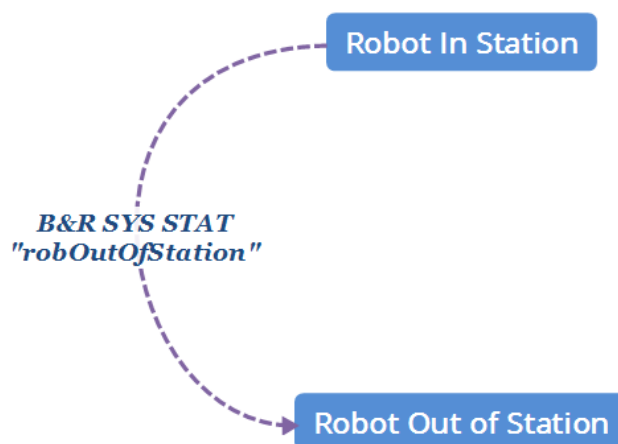 Robot In Station
B&R SYS STAT
"robOutOfStation"
Robot Out of Station